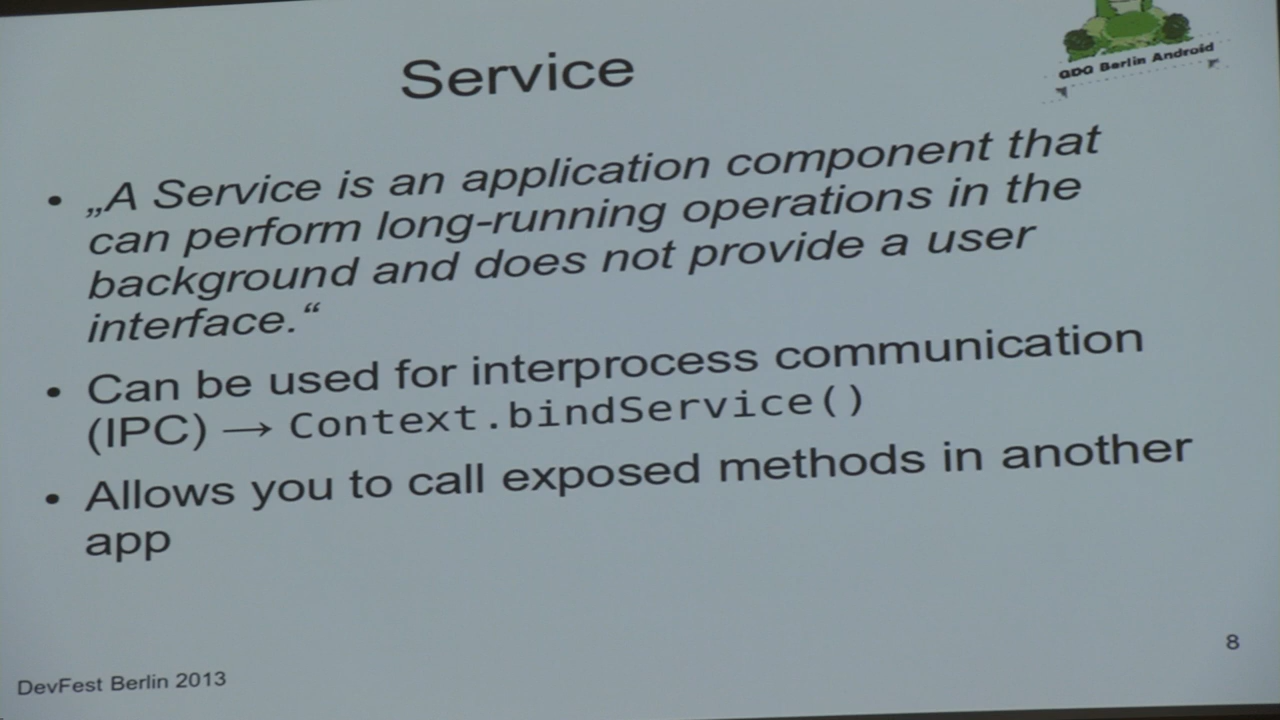 Service
GDG Berlin Android
• „A Service is an application component that
can perform long-running operations in the
background and does not provide a user
interface.“
• Can be used for interprocess communication
(IPC) → Context.bindService()
• Allows you to call exposed methods in another
app
8
DevFest Berlin 2013